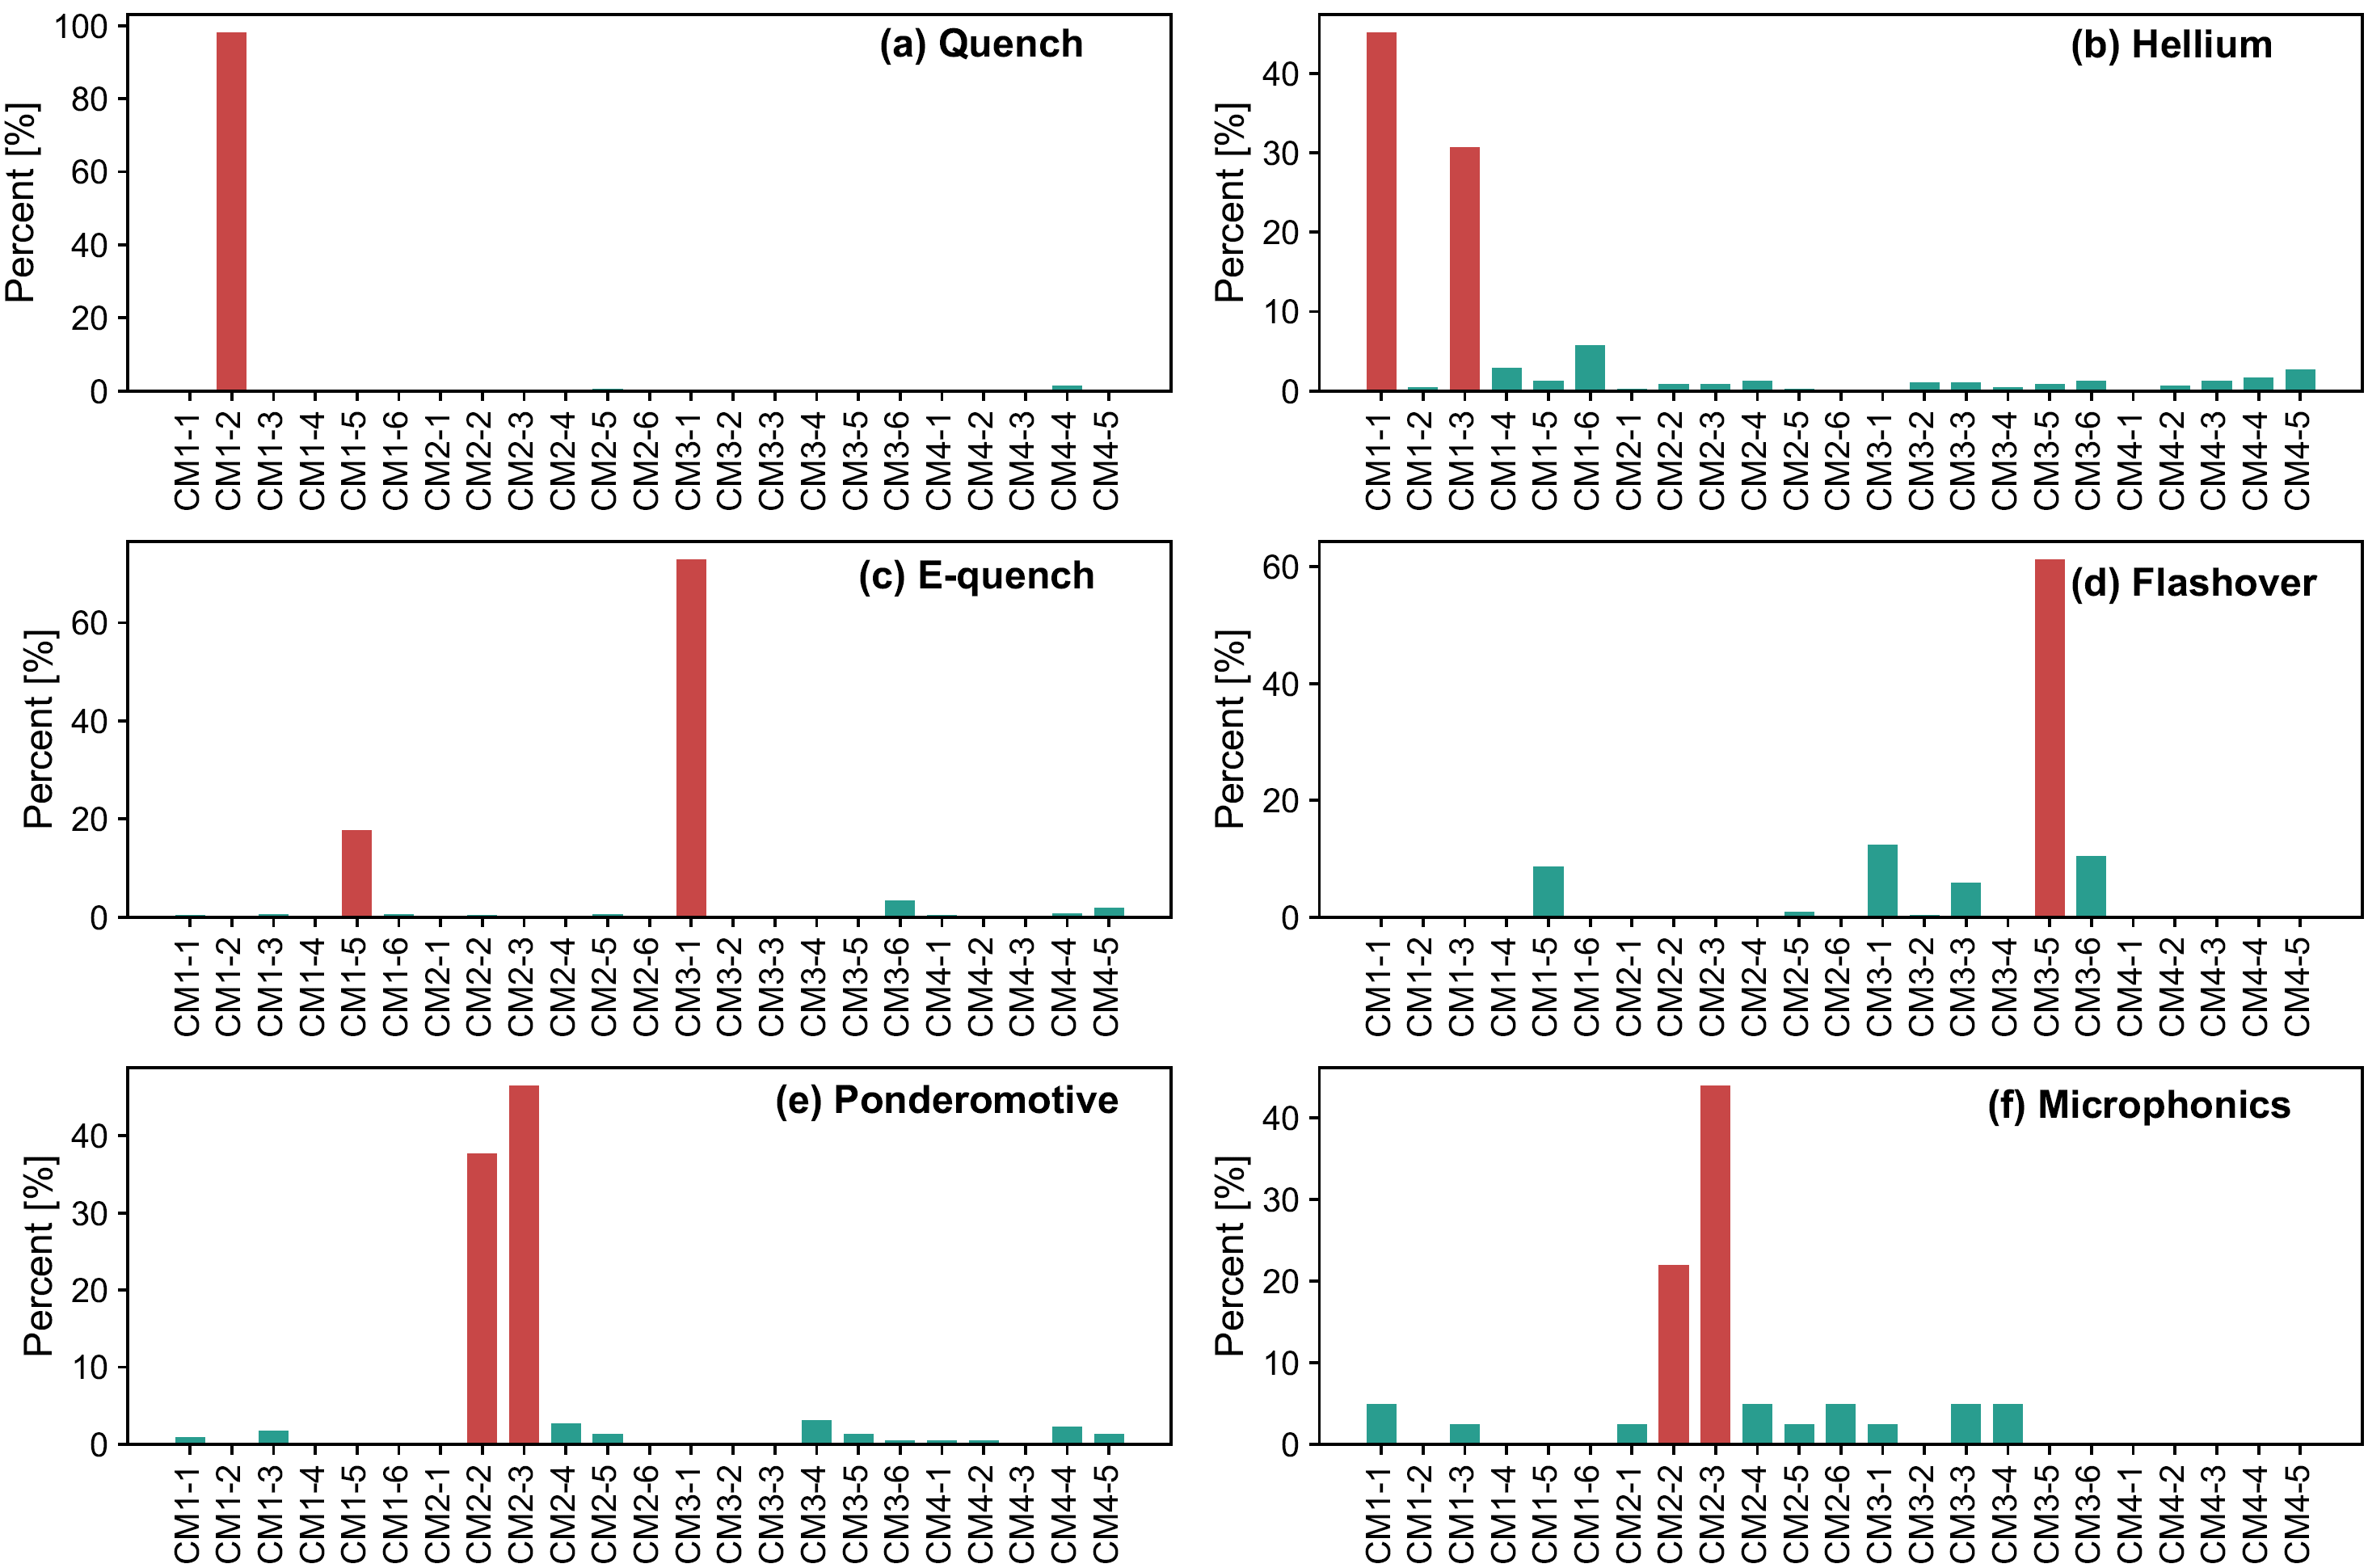 (a) Quench
Percent [%]
100
80
60
40
20
0
CM1-1 CM1-2 CM1-3 CM1-4 CM1-5 CM1-6 CM2-1 CM2-2 CM2-3 CM2-4 CM2-5 CM2-6 CM3-1 CM3-2 CM3-3 CM3-4 CM3-5 CM3-6 CM4-1 CM4-2 CM4-3 CM4-4 CM4-5
(b) Hellium
Percent [%]
40
30
20
10
0
CM1-1 CM1-2 CM1-3 CM1-4 CM1-5 CM1-6 CM2-1 CM2-2 CM2-3 CM2-4 CM2-5 CM2-6 CM3-1 CM3-2 CM3-3 CM3-4 CM3-5 CM3-6 CM4-1 CM4-2 CM4-3 CM4-4 CM4-5
(c) E-quench
Percent [%]
60
40
20
0
CM1-1 CM1-2 CM1-3 CM1-4 CM1-5 CM1-6 CM2-1 CM2-2 CM2-3 CM2-4 CM2-5 CM2-6 CM3-1 CM3-2 CM3-3 CM3-4 CM3-5 CM3-6 CM4-1 CM4-2 CM4-3 CM4-4 CM4-5
(d) Flashover
Percent [%]
60
40
20
0
CM1-1 CM1-2 CM1-3 CM1-4 CM1-5 CM1-6 CM2-1 CM2-2 CM2-3 CM2-4 CM2-5 CM2-6 CM3-1 CM3-2 CM3-3 CM3-4 CM3-5 CM3-6 CM4-1 CM4-2 CM4-3 CM4-4 CM4-5
(e) Ponderomotive
Percent [%]
40
30
20
10
0
CM1-1 CM1-2 CM1-3 CM1-4 CM1-5 CM1-6 CM2-1 CM2-2 CM2-3 CM2-4 CM2-5 CM2-6 CM3-1 CM3-2 CM3-3 CM3-4 CM3-5 CM3-6 CM4-1 CM4-2 CM4-3 CM4-4 CM4-5
(f) Microphonics
Percent [%]
40
30
20
10
0
CM1-1 CM1-2 CM1-3 CM1-4 CM1-5 CM1-6 CM2-1 CM2-2 CM2-3 CM2-4 CM2-5 CM2-6 CM3-1 CM3-2 CM3-3 CM3-4 CM3-5 CM3-6 CM4-1 CM4-2 CM4-3 CM4-4 CM4-5